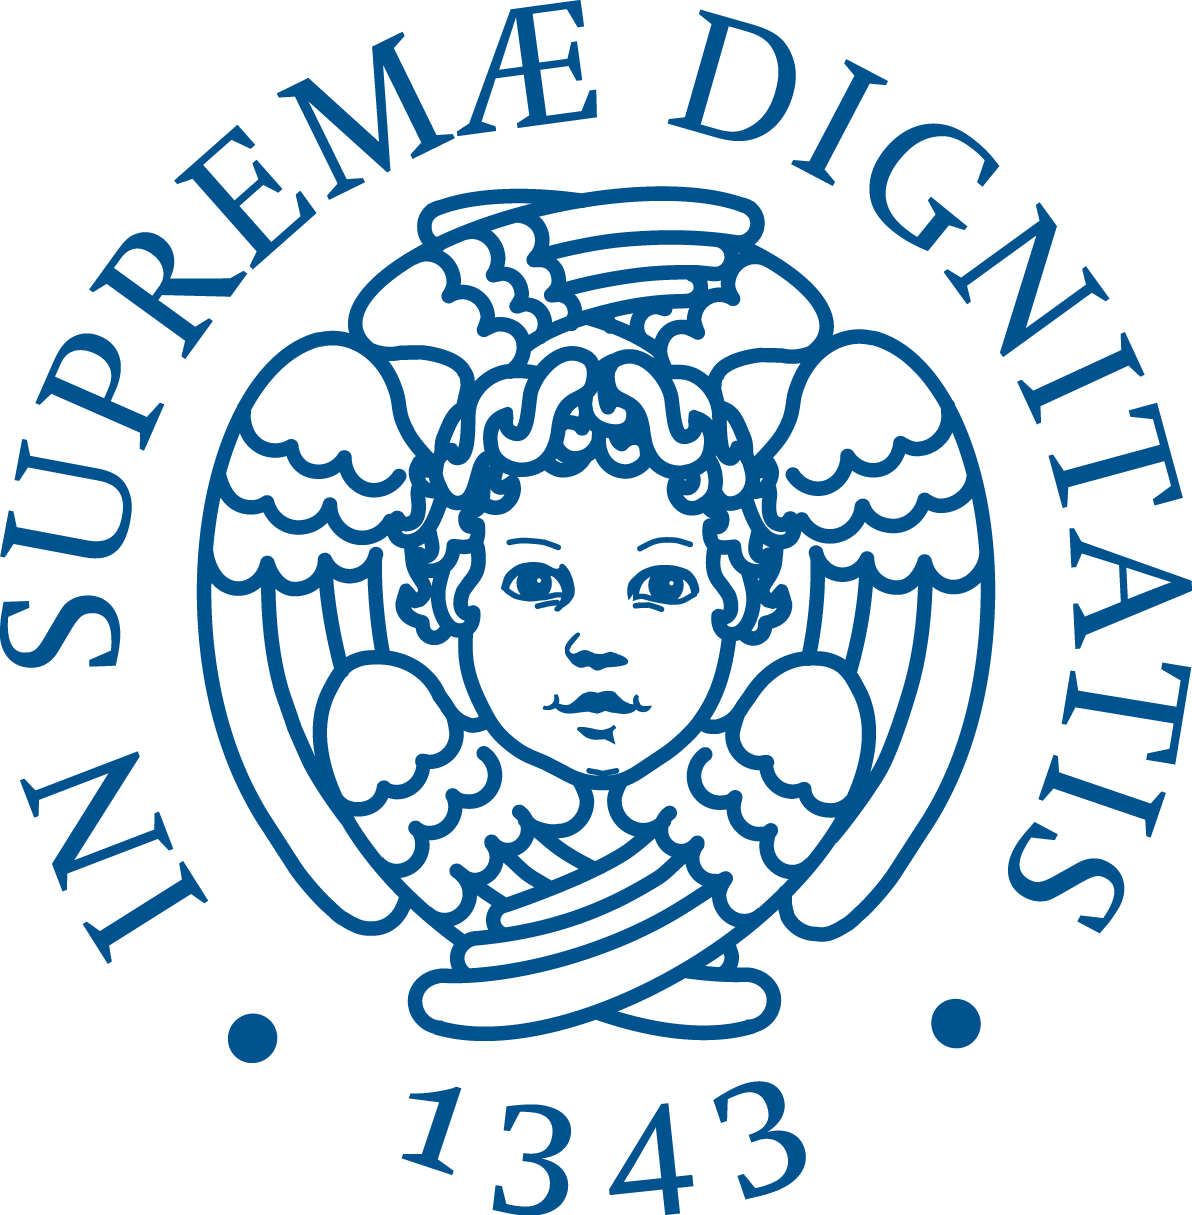 IN SUPREMÆ DIGNITATIS
1343